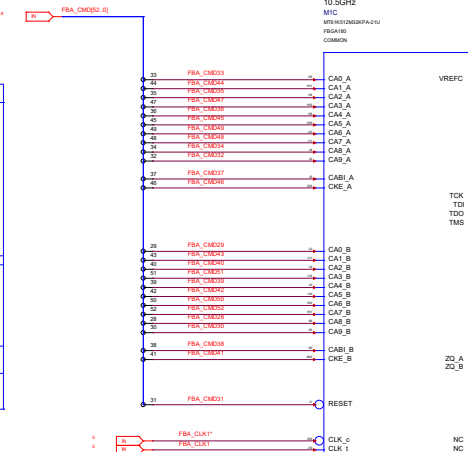 10.5GHz
M1C
MT61K512M32KPA-21U
FBGA180
COMMON
IN FBA_CMD[52..0]
33 FBA_CMD33 CA0_A VREFC
44 FBA_CMD44 CA1_A
35 FBA_CMD35 CA2_A
47 FBA_CMD47 CA3_A
36 FBA_CMD36 CA4_A
45 FBA_CMD45 CA5_A
49 FBA_CMD49 CA6_A
48 FBA_CMD48 CA7_A
34 FBA_CMD34 CA8_A
32 FBA_CMD32 CA9_A
37 FBA_CMD37 CABI_A
46 FBA_CMD46 CKE_A
TCK
TDI
TDO
TMS
29 FBA_CMD29 CA0_B
43 FBA_CMD43 CA1_B
40 FBA_CMD40 CA2_B
51 FBA_CMD51 CA3_B
39 FBA_CMD39 CA4_B
42 FBA_CMD42 CA5_B
50 FBA_CMD50 CA6_B
52 FBA_CMD52 CA7_B
28 FBA_CMD28 CA8_B
30 FBA_CMD30 CA9_B
38 FBA_CMD38 CABI_B
41 FBA_CMD41 CKE_B ZQ_A
ZQ_B
31 FBA_CMD31 RESET
IN FBA_CLK1* CLK_c NC
IN FBA_CLK1 CLK_t NC